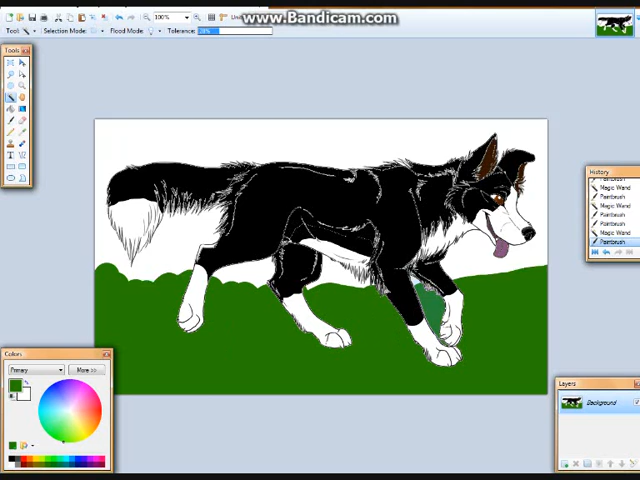 www.Bandicam.com
100%
Tool:
Selection Mode:
Flood Mode:
Tolerance:
Tools
History
Paintbrush
Magic Wand
Paintbrush
Magic Wand
Paintbrush
Paintbrush
Magic Wand
Paintbrush
Colors
Primary
More >>
Layers
Background